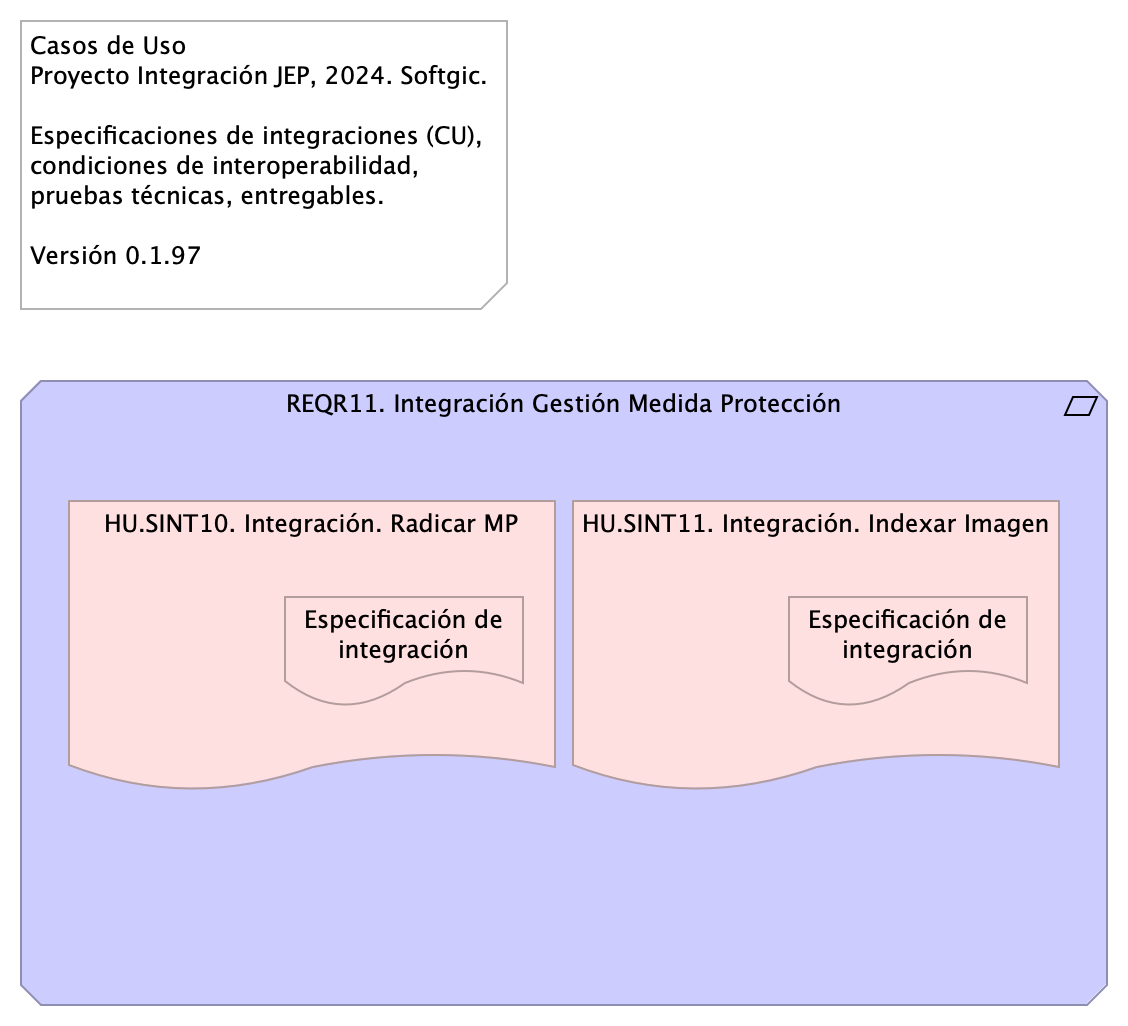 Casos de Uso
Proyecto Integración JEP, 2024. Softgic.
Especificaciones de integraciones (CU),
condiciones de interoperabilidad,
pruebas técnicas, entregables.
Versión 0.1.97
REQR11. Integración Gestión Medida Protección
HU.SINT10. Integración. Radicar MP
Especificación de
integración
HU.SINT11. Integración. Indexar Imagen
Especificación de
integración